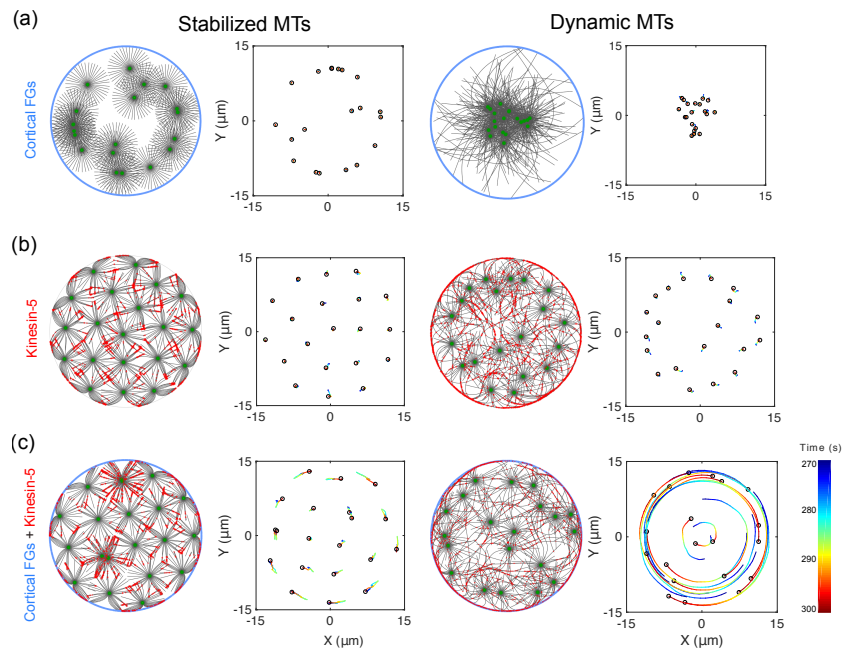 (a)
Stabilized MTs
Dynamic MTs
Cortical FGs
15
0
-15
Y (μm)
-15
0
15
15
0
-15
Y (μm)
-15
0
15
(b)
Kinesin-5
15
0
-15
Y (μm)
-15
0
15
15
0
-15
Y (μm)
-15
0
15
(c)
Cortical FGs + Kinesin-5
15
0
-15
Y (μm)
-15
0
15
X (μm)
15
0
-15
Y (μm)
-15
0
15
X (μm)
Time (s)
270
280
290
300